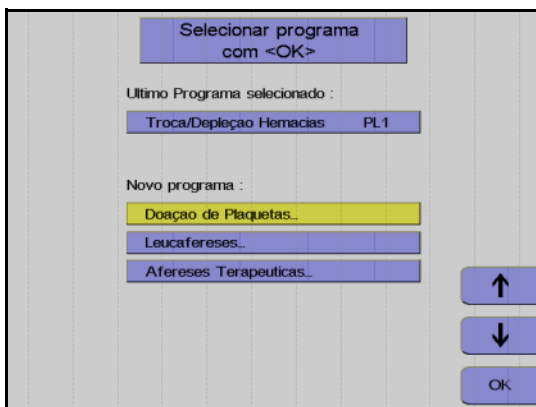 Selecionar programa
com <OK>
Ultimo Programa selecionado :
Troca/Depleçao Hemacias PL1
Novo programa :
Doaçao de Plaquetas...
Leucafereses...
Afereses Terapeuticas...
↑
↓
OK